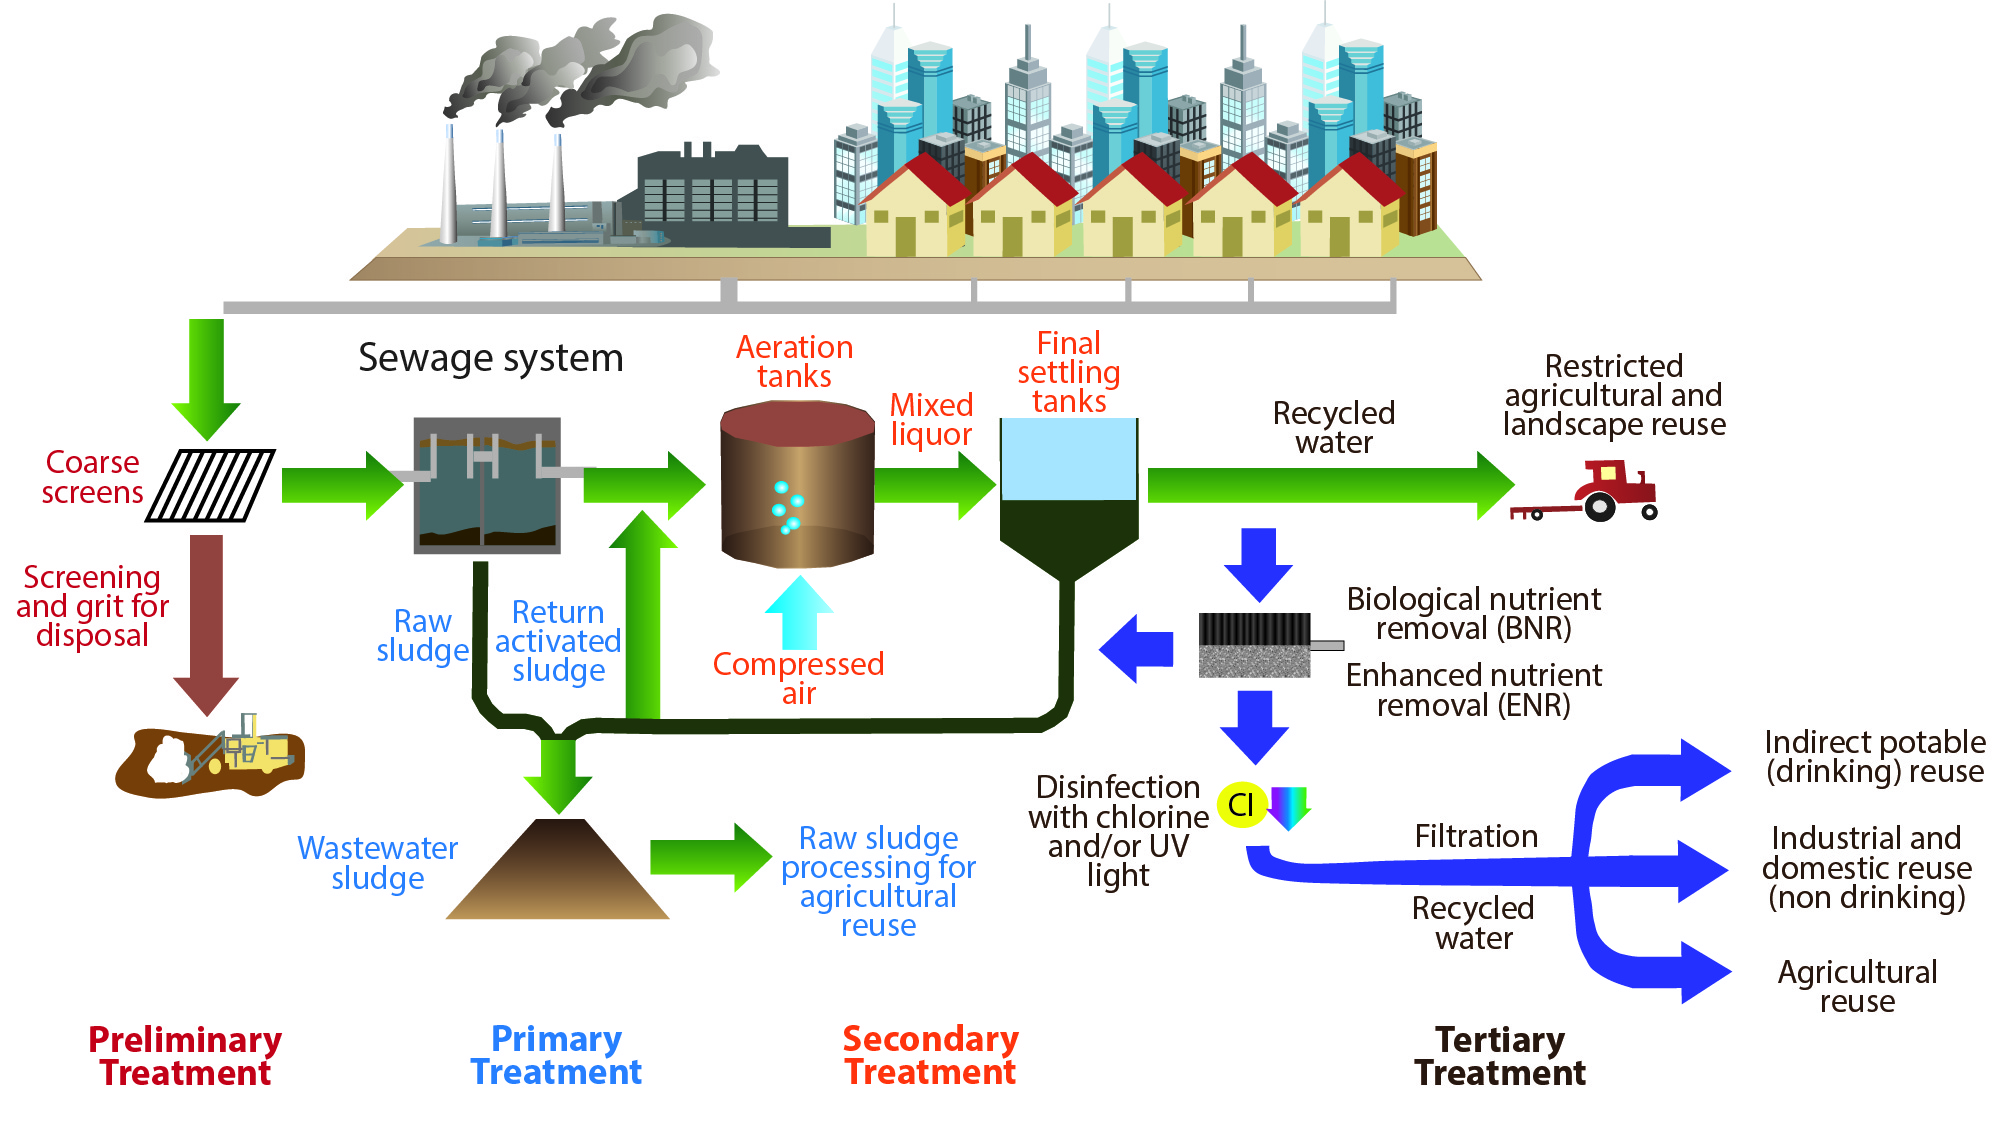 Sewage system
Coarse
screens
Screening
and grit for
disposal
Raw
sludge
Return
activated
sludge
Wastewater
sludge
Raw sludge
processing for
agricultural
reuse
Aeration
tanks
Compressed
air
Mixed
liquor
Final
settling
tanks
Recycled
water
Restricted
agricultural and
landscape reuse
Biological nutrient
removal (BNR)
Enhanced nutrient
removal (ENR)
Disinfection
with chlorine
and/or UV
light
Cl
Filtration
Recycled
water
Indirect potable
(drinking) reuse
Industrial and
domestic reuse
(non drinking)
Agricultural
reuse
Preliminary
Treatment
Primary
Treatment
Secondary
Treatment
Tertiary
Treatment